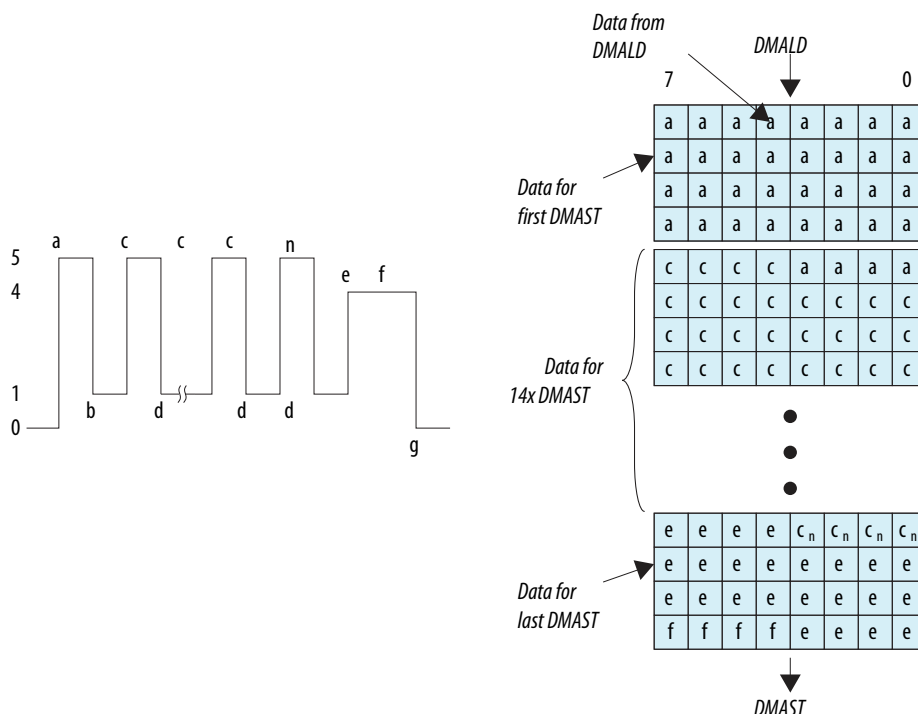 a c c c n
5
e f
4
1
b d d d
0
g
Data from
DMALD
DMALD
7 0
a a a a a a a a
a a a a a a a a
Data for
first DMAST
a a a a a a a a
a a a a a a a a
c c c c a a a a
c c c c c c c c
c c c c c c c c
c c c c c c c c
Data for
14x DMAST
e e e e cn cn cn cn
e e e e e e e e
Data for
last DMAST
e e e e e e e e
f f f f e e e e
DMAST